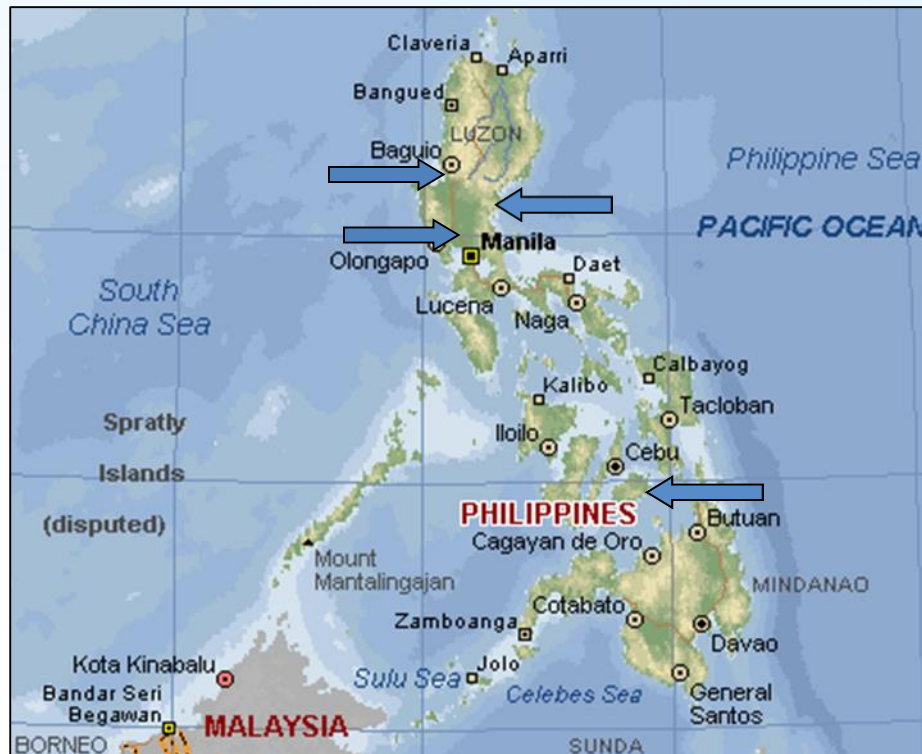 Claveria
Aparri
Bangued
LUZON
Baguio
Philippine Sea
PACIFIC OCEAN
Manila
Olongapo
Daet
South
China Sea
Lucena
Naga
Calbayog
Kalibo
Tacloban
Spratly
Islands
(disputed)
Iloilo
Cebu
PHILIPPINES
Butuan
Cagayan de Oro
Mount
Mantalingajan
MINDANAO
Cotabato
Zamboanga
Davao
Kota Kinabalu
Sulu Sea
Jolo
Celebes Sea
General
Santos
Bandar Seri
Begawan
MALAYSIA
BORNEO
SUNDA